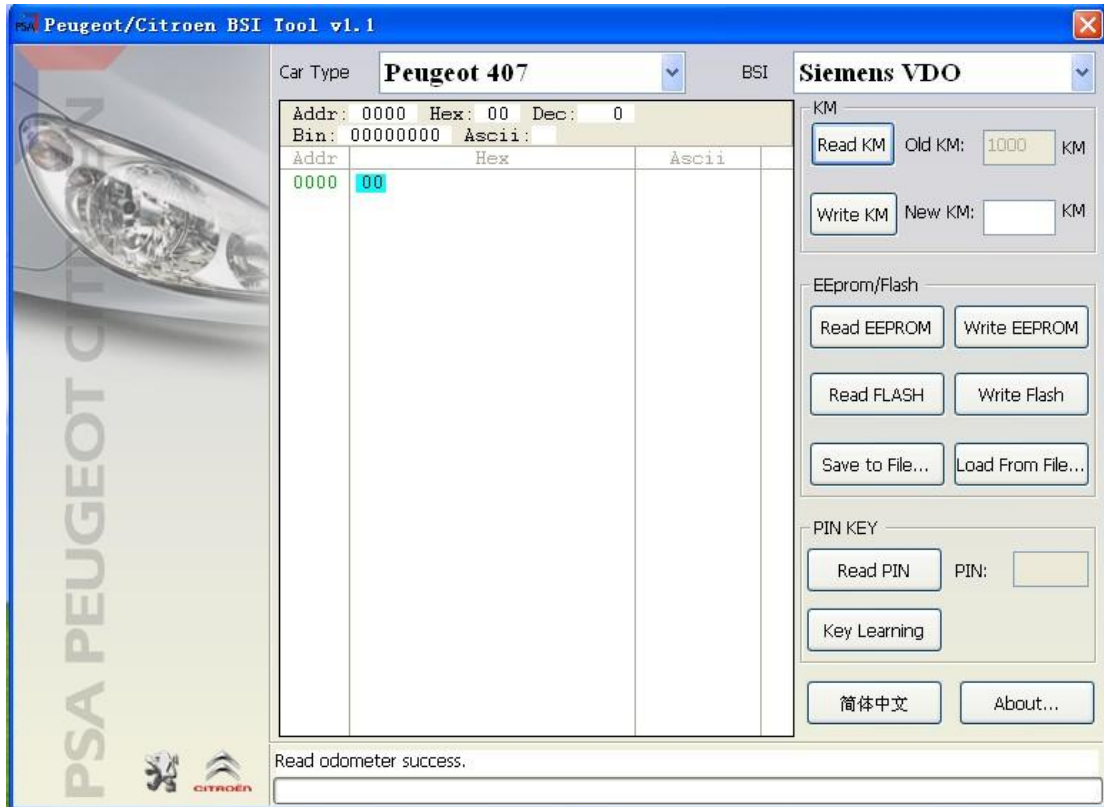 Peugeot/Citroen BSI Tool v1.1
Car Type Peugeot 407 BSI Siemens VDO
Addr: 0000 Hex: 00 Dec: 0
Bin: 00000000 Ascii:
Addr Hex Ascii
0000 00
KM
Read KM Old KM: 1000 KM
Write KM New KM: KM
EEprom/Flash
Read EEPROM Write EEPROM
Read FLASH Write Flash
Save to File... Load From File...
PIN KEY
Read PIN PIN:
Key Learning
简体中文 About...
Read odometer success.
PSA PEUGEOT CITROËN
CITROËN
PSA